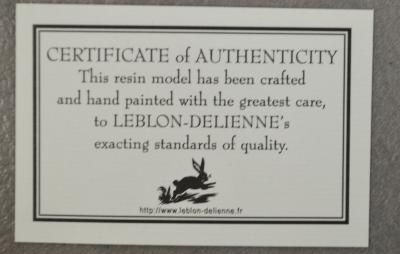 CERTIFICATE of AUTHENTICITY
This resin model has been crafted
and hand painted with the greatest care,
to LEBLON-DELIENNE's
exacting standards of quality.
http://www.leblon-delienne.fr